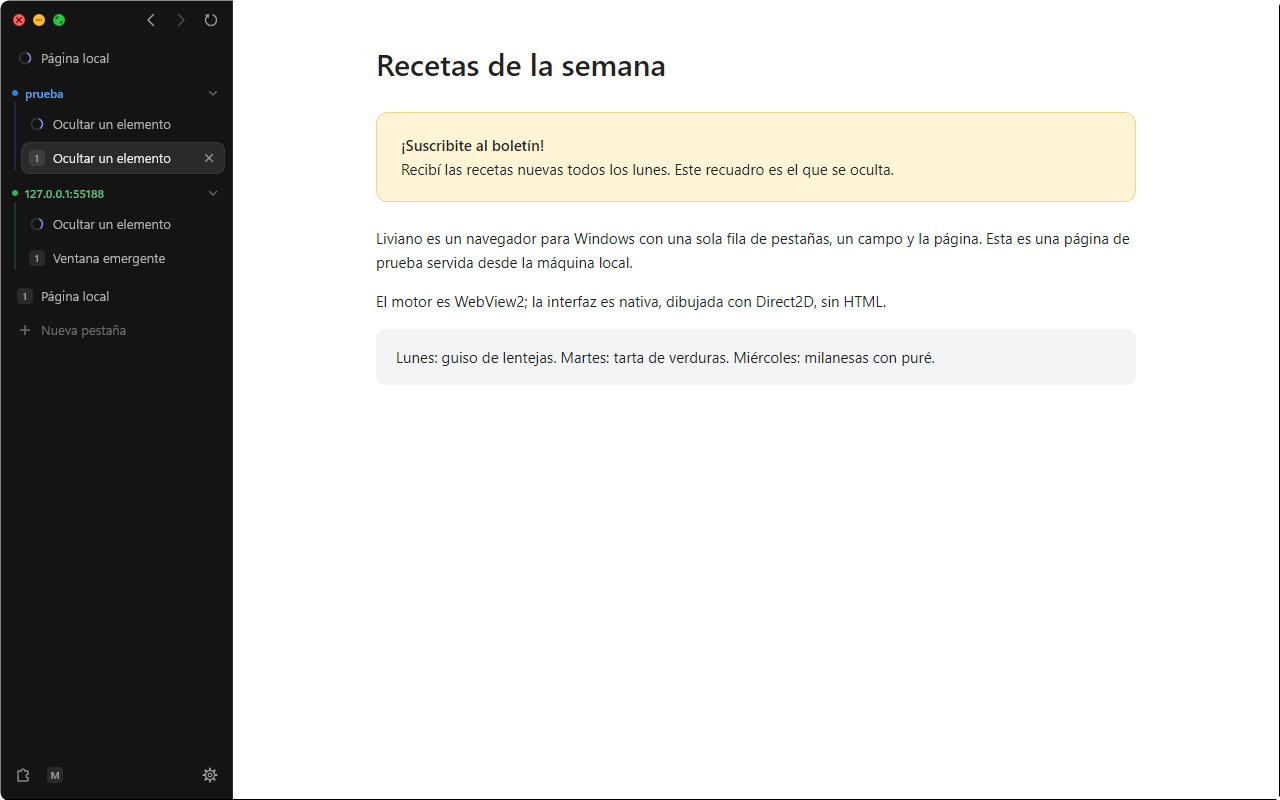 Página local
prueba
Ocultar un elemento
1 Ocultar un elemento
127.0.0.1:55188
Ocultar un elemento
1 Ventana emergente
1 Página local
Nueva pestaña
M
Recetas de la semana
¡Suscribite al boletín!
Recibí las recetas nuevas todos los lunes. Este recuadro es el que se oculta.
Liviano es un navegador para Windows con una sola fila de pestañas, un campo y la página. Esta es una página de
prueba servida desde la máquina local.
El motor es WebView2; la interfaz es nativa, dibujada con Direct2D, sin HTML.
Lunes: guiso de lentejas. Martes: tarta de verduras. Miércoles: milanesas con puré.